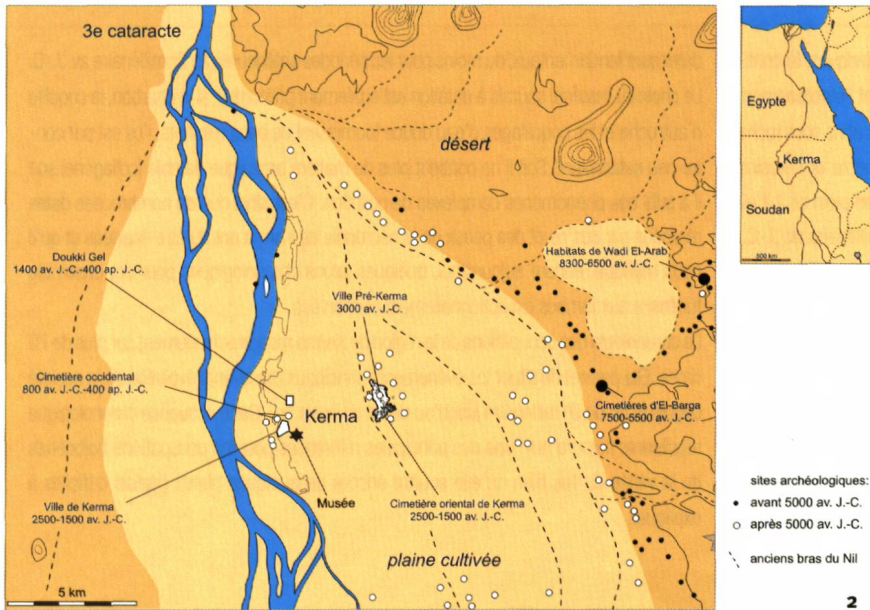 3e cataracte
désert
Doukki Gel
1400 av. J.-C.-400 ap. J.-C.
Ville Pré-Kerma
3000 av. J.-C.
Habitats de Wadi El-Arab
8300-6500 av. J.-C.
Cimetière occidental
800 av. J.-C.-400 ap. J.-C.
Kerma
Cimetières d'El-Barga
7500-5500 av. J.-C.
Ville de Kerma
2500-1500 av. J.-C.
Musée
Cimetière oriental de Kerma
2500-1500 av. J.-C.
plaine cultivée
5 km
Egypte
Kerma
Soudan
300 km
sites archéologiques:
avant 5000 av. J.-C.
après 5000 av. J.-C.
anciens bras du Nil
2